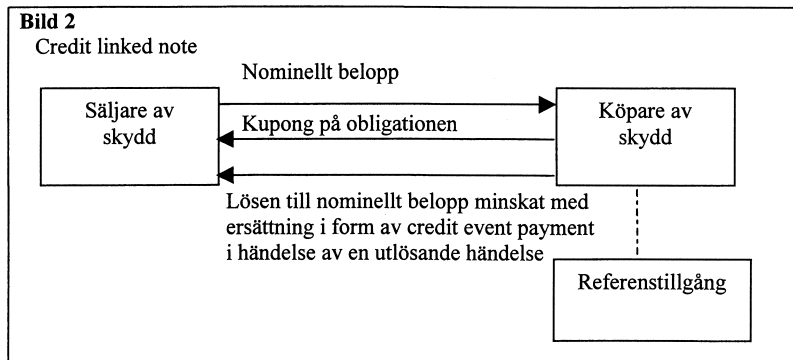 Bild 2
Credit linked note
Nominellt belopp
Säljare av
skydd
Köpare av
skydd
Kupong på obligationen
Lösen till nominellt belopp minskat med
ersättning i form av credit event payment
i händelse av en utlösande händelse
Referenstillgång